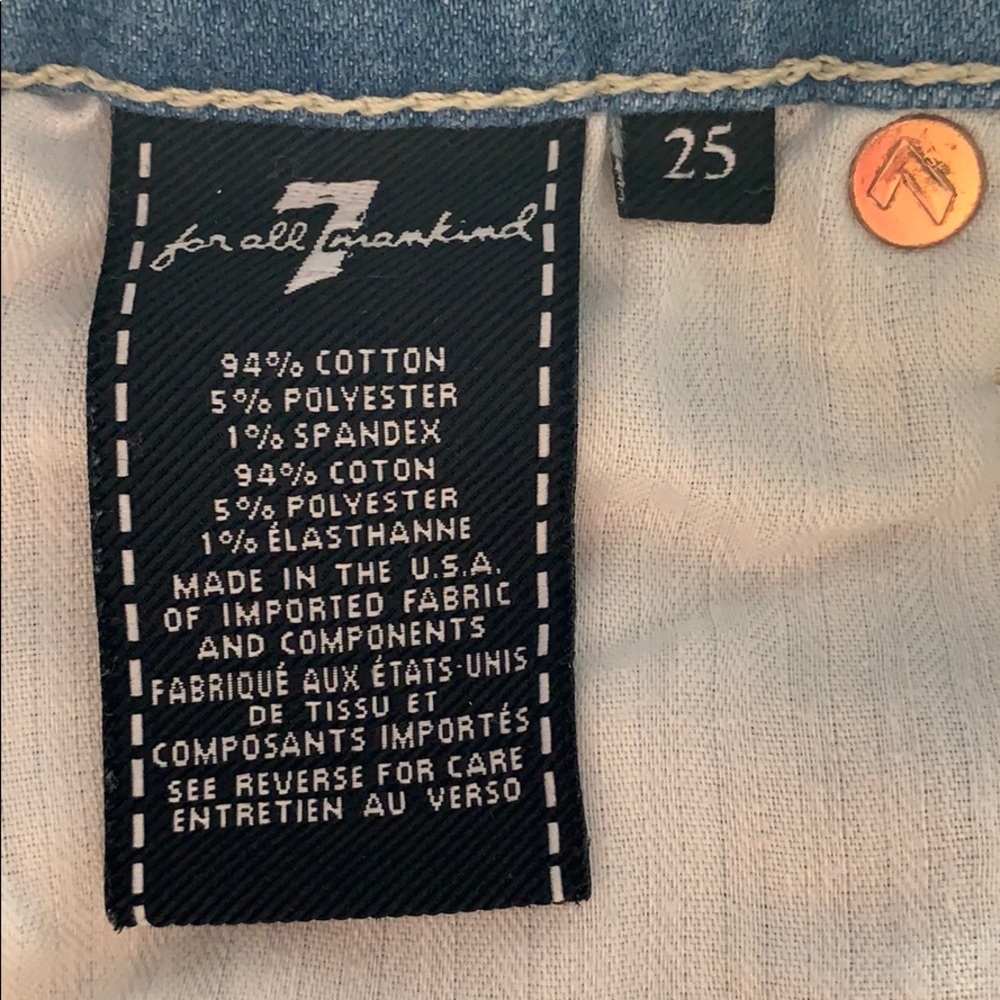 for all 7 mankind
25
94% COTTON
5% POLYESTER
1% SPANDEX
94% COTON
5% POLYESTER
1% ÉLASTHANNE
MADE IN THE U.S.A.
OF IMPORTED FABRIC
AND COMPONENTS
FABRIQUÉ AUX ÉTATS-UNIS
DE TISSU ET
COMPOSANTS IMPORTÉS
SEE REVERSE FOR CARE
ENTRETIEN AU VERSO